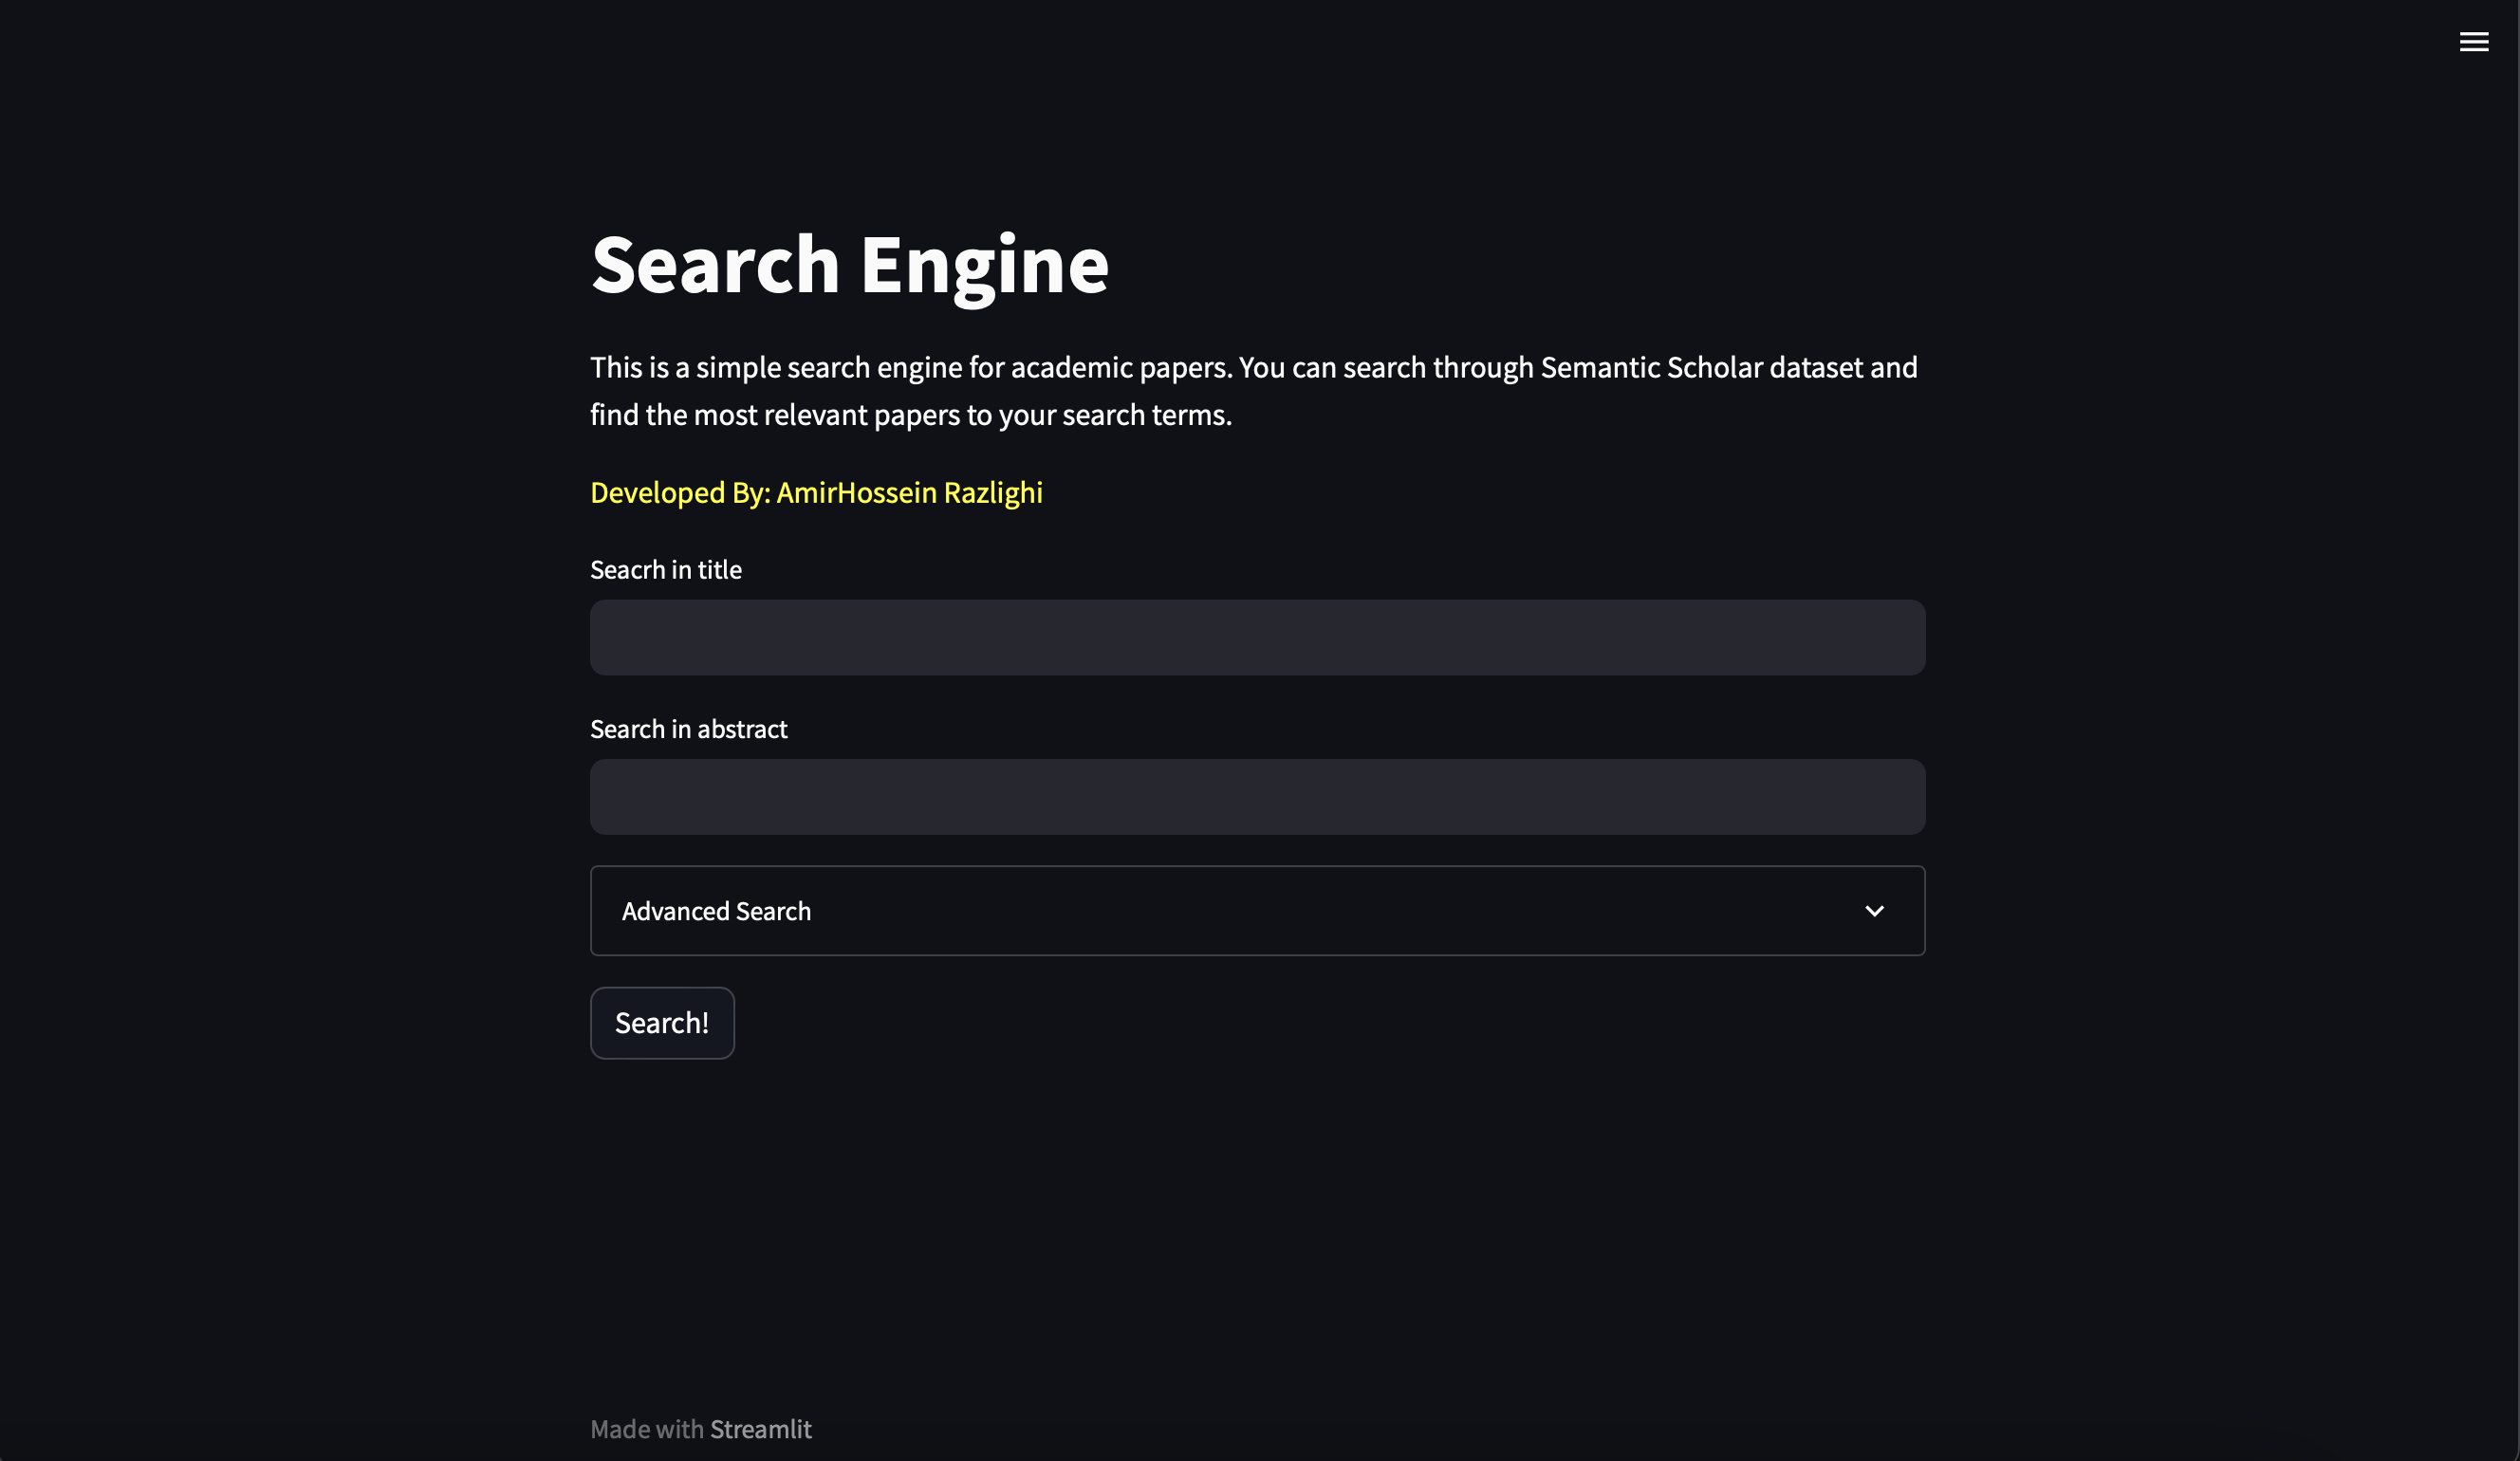 Search Engine
This is a simple search engine for academic papers. You can search through Semantic Scholar dataset and
find the most relevant papers to your search terms.
Developed By: AmirHossein Razlighi
Seacrh in title
Search in abstract
Advanced Search
Search!
Made with Streamlit